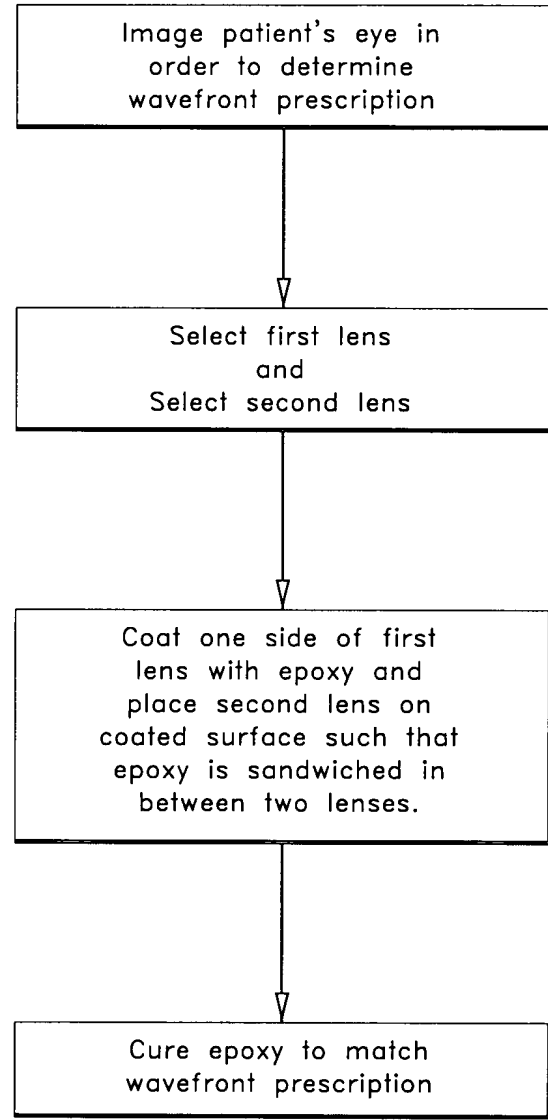 Image patient's eye in
order to determine
wavefront prescription
Select first lens
and
Select second lens
Coat one side of first
lens with epoxy and
place second lens on
coated surface such that
epoxy is sandwiched in
between two lenses.
Cure epoxy to match
wavefront prescription